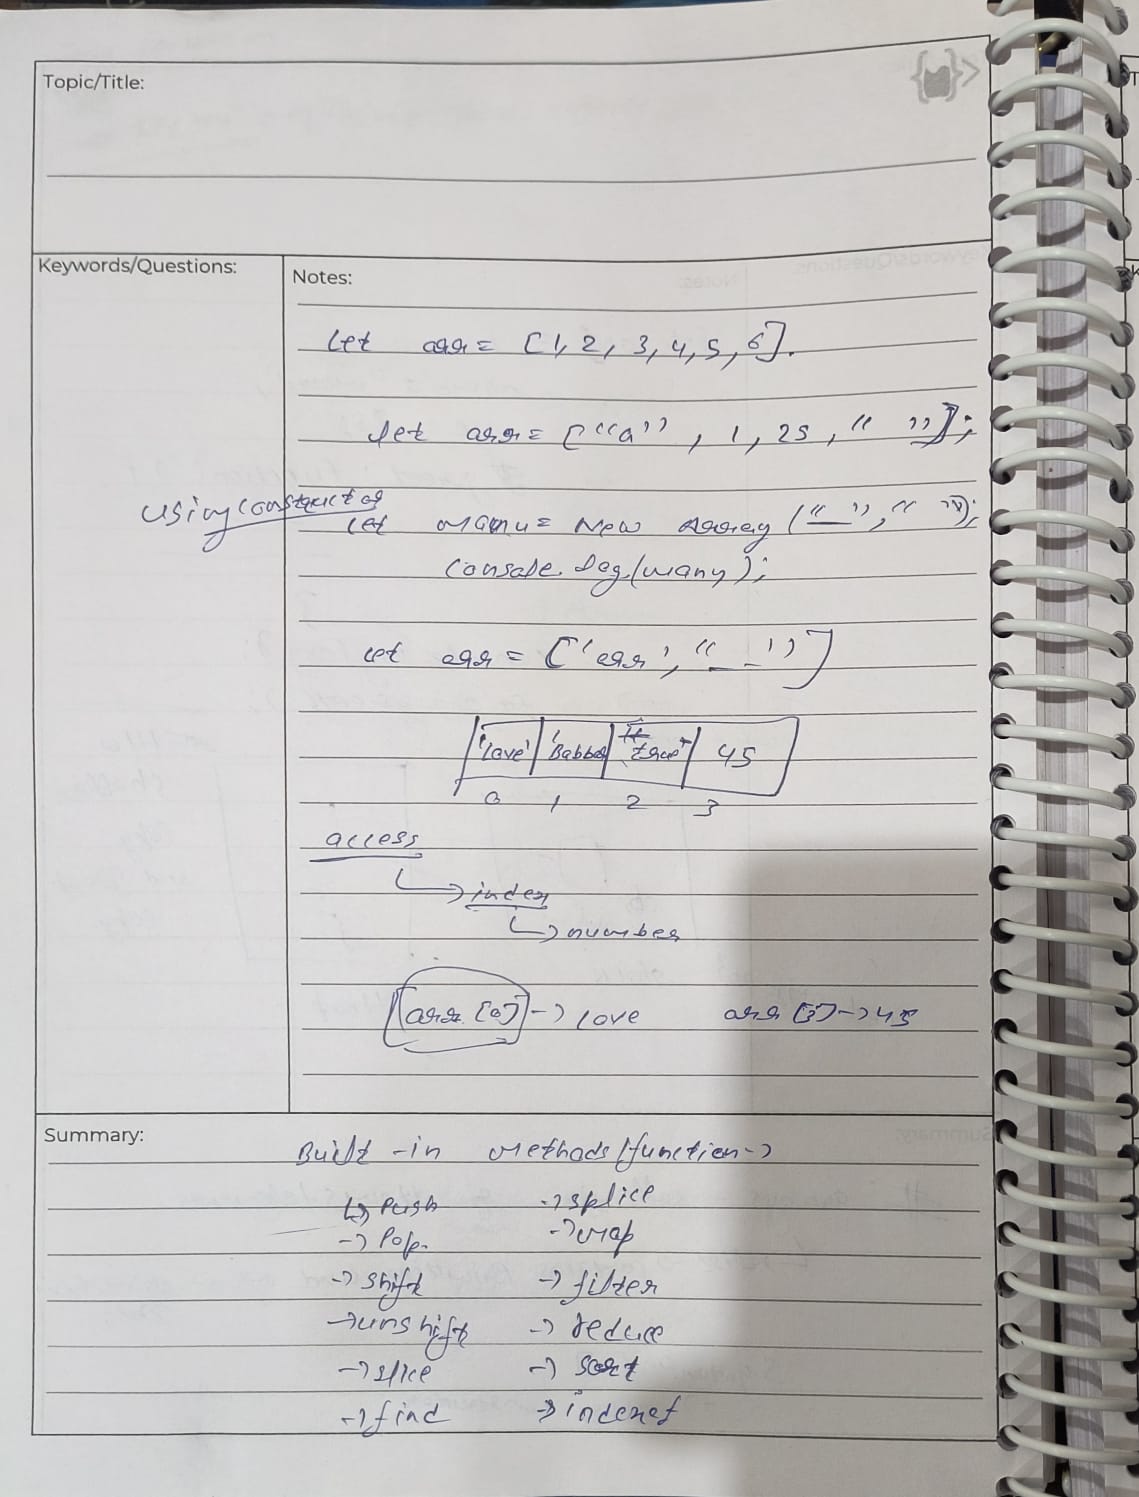 Topic/Title:
Keywords/Questions:
Notes:
let arr = [1, 2, 3, 4, 5, 6].
let arr = ["a", 1, 25, " "];
using constructor
let = New Array ("__", " ");
Console.log(many);
let arr = ['arr', "_ _"]
'Love' 'Babbar' true 45
0 1 2 3
access
↳ index
↳ number
arr [0] -> love arr [3] -> 45
Summary:
Built-in methods/function ->
↳ Push -> splice
-> Pop. -> map
-> shift -> filter
-> unshift -> reduce
-> slice -> sort
-> find -> indexof